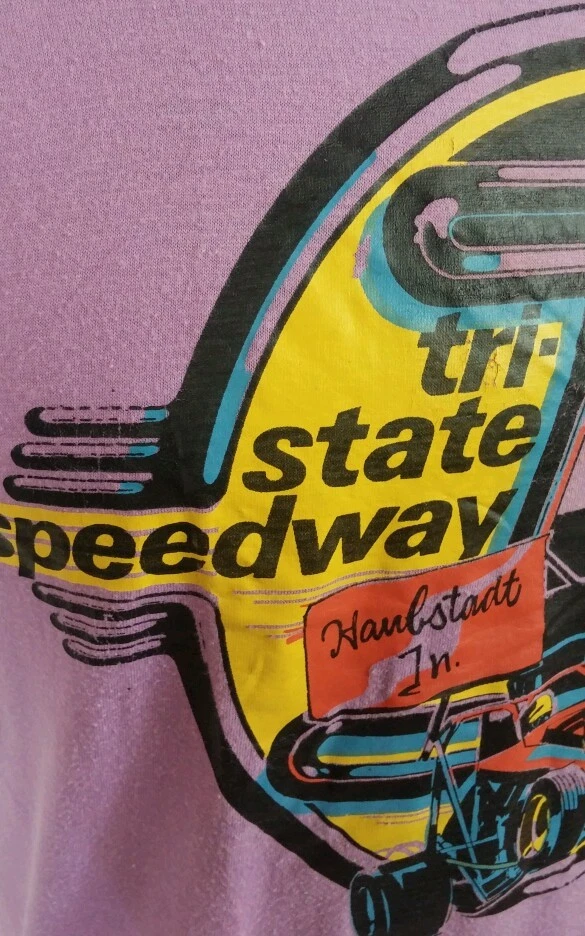 tri-
state
speedway
Haubstadt
In.